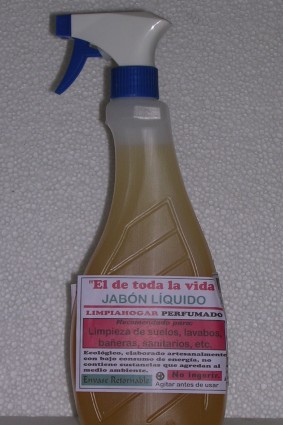 "El de toda la vida"
JABÓN LÍQUIDO
LIMPIAHOGAR PERFUMADO
Recomendado para:
Limpieza de suelos, lavabos,
bañeras, sanitarios, etc.
Ecológico, elaborado artesanalmente
con bajo consumo de energía, no
contiene sustancias que agredan al
medio ambiente.
No ingerir
Envase Retornable
Agitar antes de usar